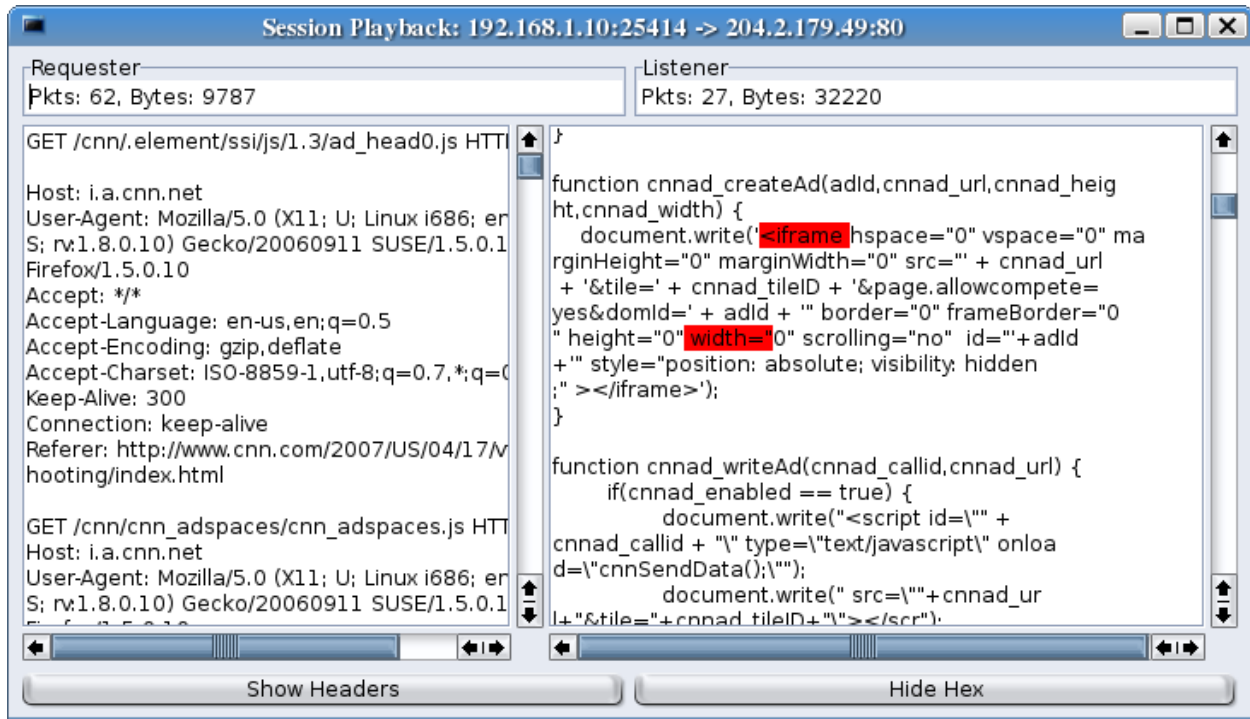 Session Playback: 192.168.1.10:25414 -> 204.2.179.49:80
Requester
Pkts: 62, Bytes: 9787
Listener
Pkts: 27, Bytes: 32220
GET /cnn/.element/ssi/js/1.3/ad_head0.js HTTI
Host: i.a.cnn.net
User-Agent: Mozilla/5.0 (X11; U; Linux i686; er
S; rv:1.8.0.10) Gecko/20060911 SUSE/1.5.0.1
Firefox/1.5.0.10
Accept: */*
Accept-Language: en-us,en;q=0.5
Accept-Encoding: gzip,deflate
Accept-Charset: ISO-8859-1,utf-8;q=0.7,*;q=(
Keep-Alive: 300
Connection: keep-alive
Referer: http://www.cnn.com/2007/US/04/17/v
hooting/index.html
GET /cnn/cnn_adspaces/cnn_adspaces.js HTT
Host: i.a.cnn.net
User-Agent: Mozilla/5.0 (X11; U; Linux i686; er
S; rv:1.8.0.10) Gecko/20060911 SUSE/1.5.0.1
}
function cnnad_createAd(adId,cnnad_url,cnnad_heig
ht,cnnad_width) {
document.write('<iframe hspace="0" vspace="0" ma
rginHeight="0" marginWidth="0" src="' + cnnad_url
+ '&tile=' + cnnad_tileID + '&page.allowcompete=
yes&domId=' + adId + '" border="0" frameBorder="0
" height="0" width="0" scrolling="no"  id="'+adId
+'" style="position: absolute; visibility: hidden
;" ></iframe>');
}
function cnnad_writeAd(cnnad_callid,cnnad_url) {
if(cnnad_enabled == true) {
document.write("<script id=\"" +
cnnad_callid + "\" type=\"text/javascript\" onloa
d=\"cnnSendData();\"");
document.write(" src=\""+cnnad_ur
l+"&tile="+cnnad_tileID+"\"></scr");
Show Headers
Hide Hex